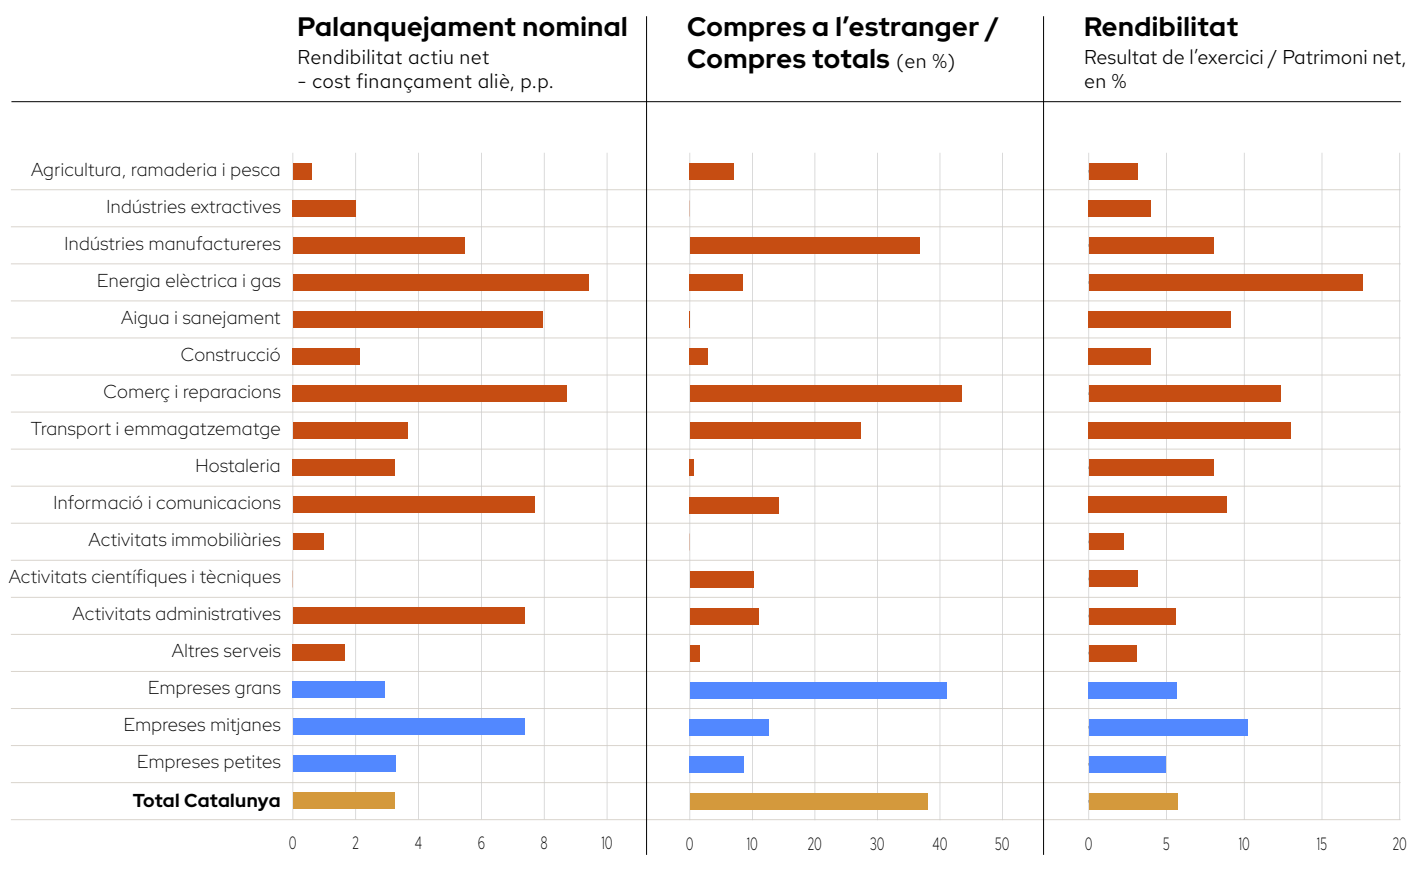 Palanquejament nominal
Rendibilitat actiu net
- cost finançament aliè, p.p.
Compres a l’estranger /
Compres totals (en %)
Rendibilitat
Resultat de l’exercici / Patrimoni net,
en %
Agricultura, ramaderia i pesca
Indústries extractives
Indústries manufactureres
Energia elèctrica i gas
Aigua i sanejament
Construcció
Comerç i reparacions
Transport i emmagatzematge
Hostaleria
Informació i comunicacions
Activitats immobiliàries
Activitats científiques i tècniques
Activitats administratives
Altres serveis
Empreses grans
Empreses mitjanes
Empreses petites
Total Catalunya
0 2 4 6 8 10
0 10 20 30 40 50
0 5 10 15 20